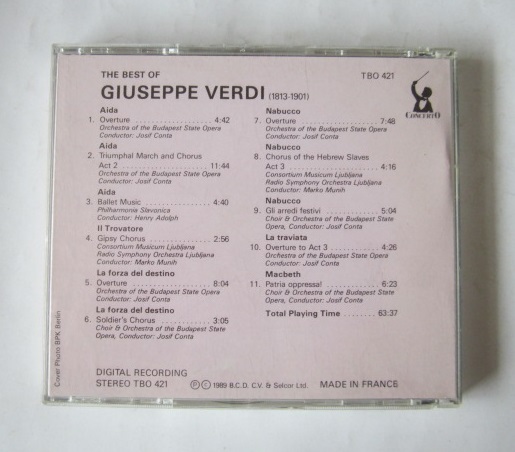 THE BEST OF
GIUSEPPE VERDI (1813-1901)
TBO 421
CONCERTO
Aida
1. Overture . . . . . . . . . . . . . . 4:42
Orchestra of the Budapest State Opera
Conductor: Josif Conta
Aida
2. Triumphal March and Chorus
Act 2 . . . . . . . . . . . . . . . . . 11:44
Orchestra of the Budapest State Opera
Conductor: Josif Conta
Aida
3. Ballet Music . . . . . . . . . . . 4:40
Philharmonia Slavonica
Conductor: Henry Adolph
Il Trovatore
4. Gipsy Chorus . . . . . . . . . . 2:56
Consortium Musicum Ljubljana
Radio Symphony Orchestra Ljubljana
Conductor: Marko Munih
La forza del destino
5. Overture . . . . . . . . . . . . . . 8:04
Orchestra of the Budapest State Opera
Conductor: Josif Conta
La forza del destino
6. Soldier's Chorus . . . . . . . 3:05
Choir & Orchestra of the Budapest State
Opera, Conductor: Josif Conta
Nabucco
7. Overture . . . . . . . . . . . . . . 7:48
Orchestra of the Budapest State Opera
Conductor: Josif Conta
Nabucco
8. Chorus of the Hebrew Slaves
Act 3 . . . . . . . . . . . . . . . . . 4:16
Consortium Musicum Ljubljana
Radio Symphony Orchestra Ljubljana
Conductor: Marko Munih
Nabucco
9. Gli arredi festivi . . . . . . . . 5:04
Choir & Orchestra of the Budapest State
Opera, Conductor: Josif Conta
La traviata
10. Overture to Act 3 . . . . . . . 4:26
Orchestra of the Budapest State Opera
Conductor: Josif Conta
Macbeth
11. Patria oppressa! . . . . . . . . 6:23
Choir & Orchestra of the Budapest State
Opera, Conductor: Josif Conta
Total Playing Time . . . . . . . 63:37
Cover Photo BPK Berlin
DIGITAL RECORDING
STEREO TBO 421
Ⓟ © 1989 B.C.D. C.V. & Selcor Ltd.
MADE IN FRANCE